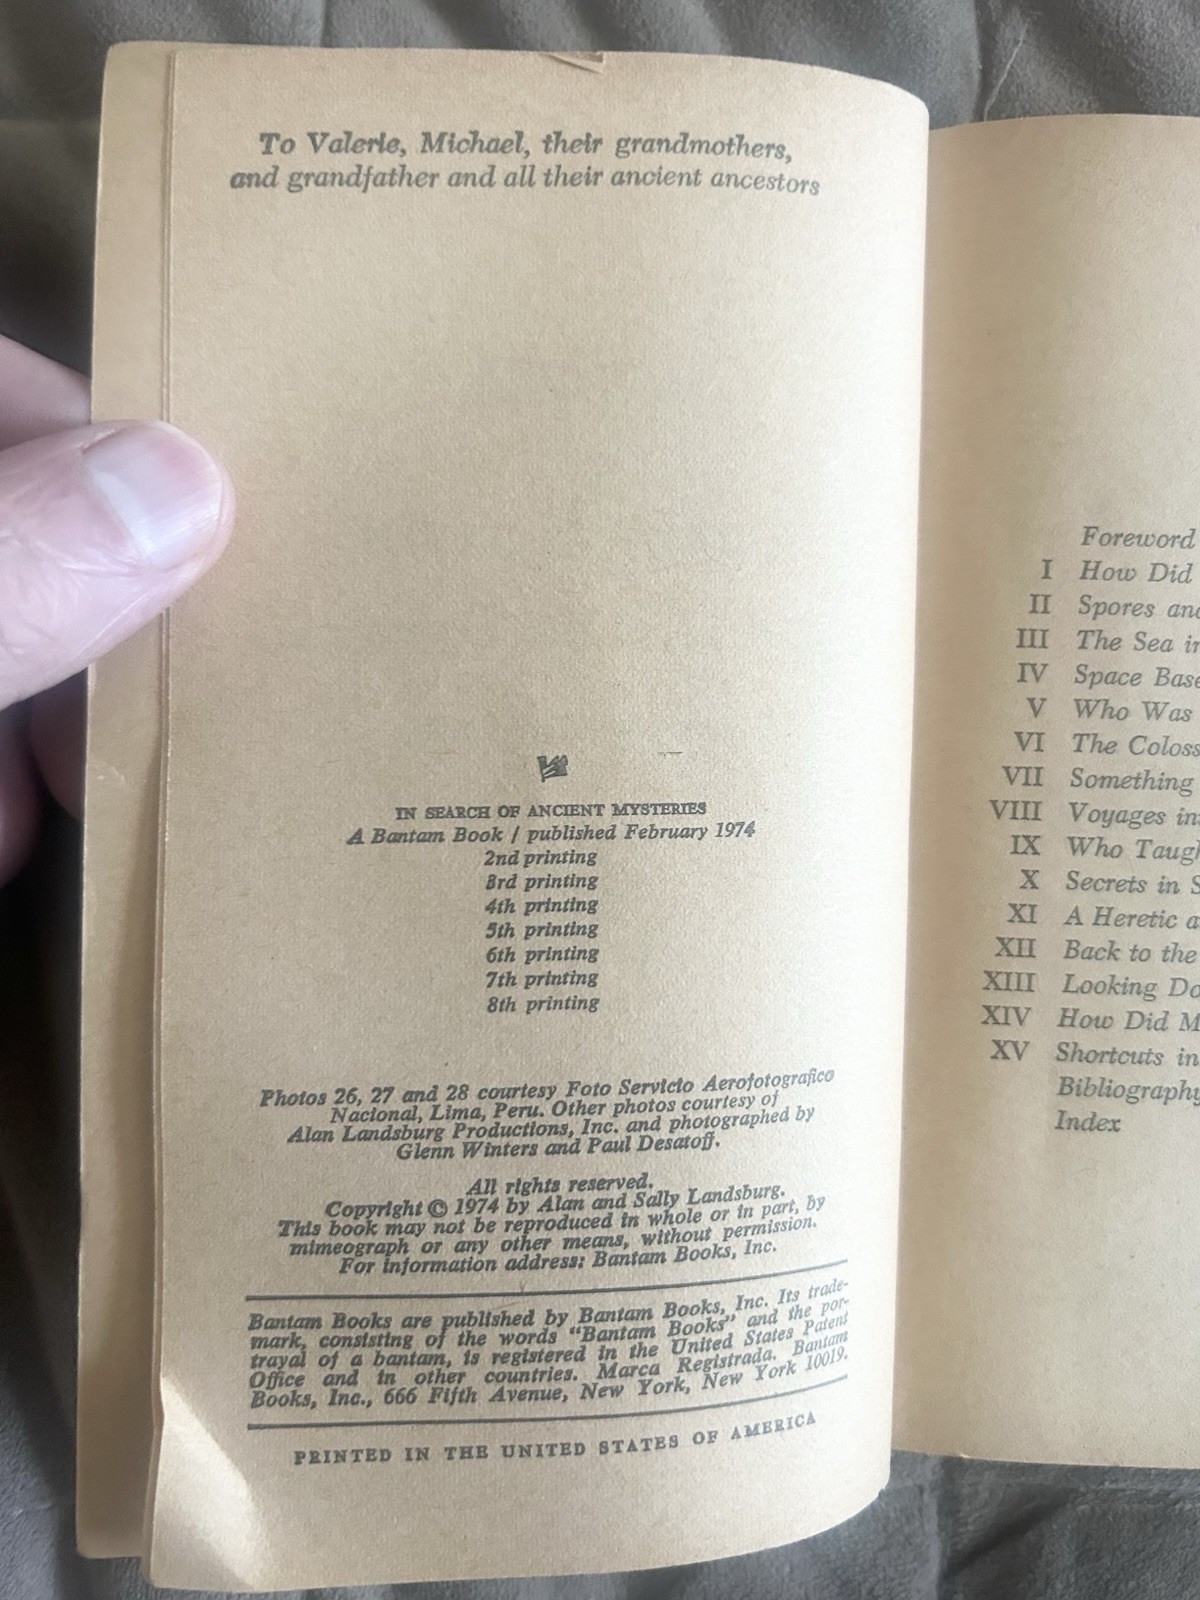 To Valerie, Michael, their grandmothers,
and grandfather and all their ancient ancestors
IN SEARCH OF ANCIENT MYSTERIES
A Bantam Book / published February 1974
2nd printing
3rd printing
4th printing
5th printing
6th printing
7th printing
8th printing
Photos 26, 27 and 28 courtesy Foto Servicio Aerofotografico
Nacional, Lima, Peru. Other photos courtesy of
Alan Landsburg Productions, Inc. and photographed by
Glenn Winters and Paul Desatoff.
All rights reserved.
Copyright © 1974 by Alan and Sally Landsburg.
This book may not be reproduced in whole or in part, by
mimeograph or any other means, without permission.
For information address: Bantam Books, Inc.
Bantam Books are published by Bantam Books, Inc. Its trade-
mark, consisting of the words "Bantam Books" and the por-
trayal of a bantam, is registered in the United States Patent
Office and in other countries. Marca Registrada. Bantam
Books, Inc., 666 Fifth Avenue, New York, New York 10019.
PRINTED IN THE UNITED STATES OF AMERICA
Foreword
I How Did
II Spores
III The Sea
IV Space
V Who Was
VI The
VII Something
VIII Voyages
IX Who
X Secrets in
XI A Heretic
XII Back to the
XIII Looking
XIV How Did
XV Shortcuts in
Bibliography
Index